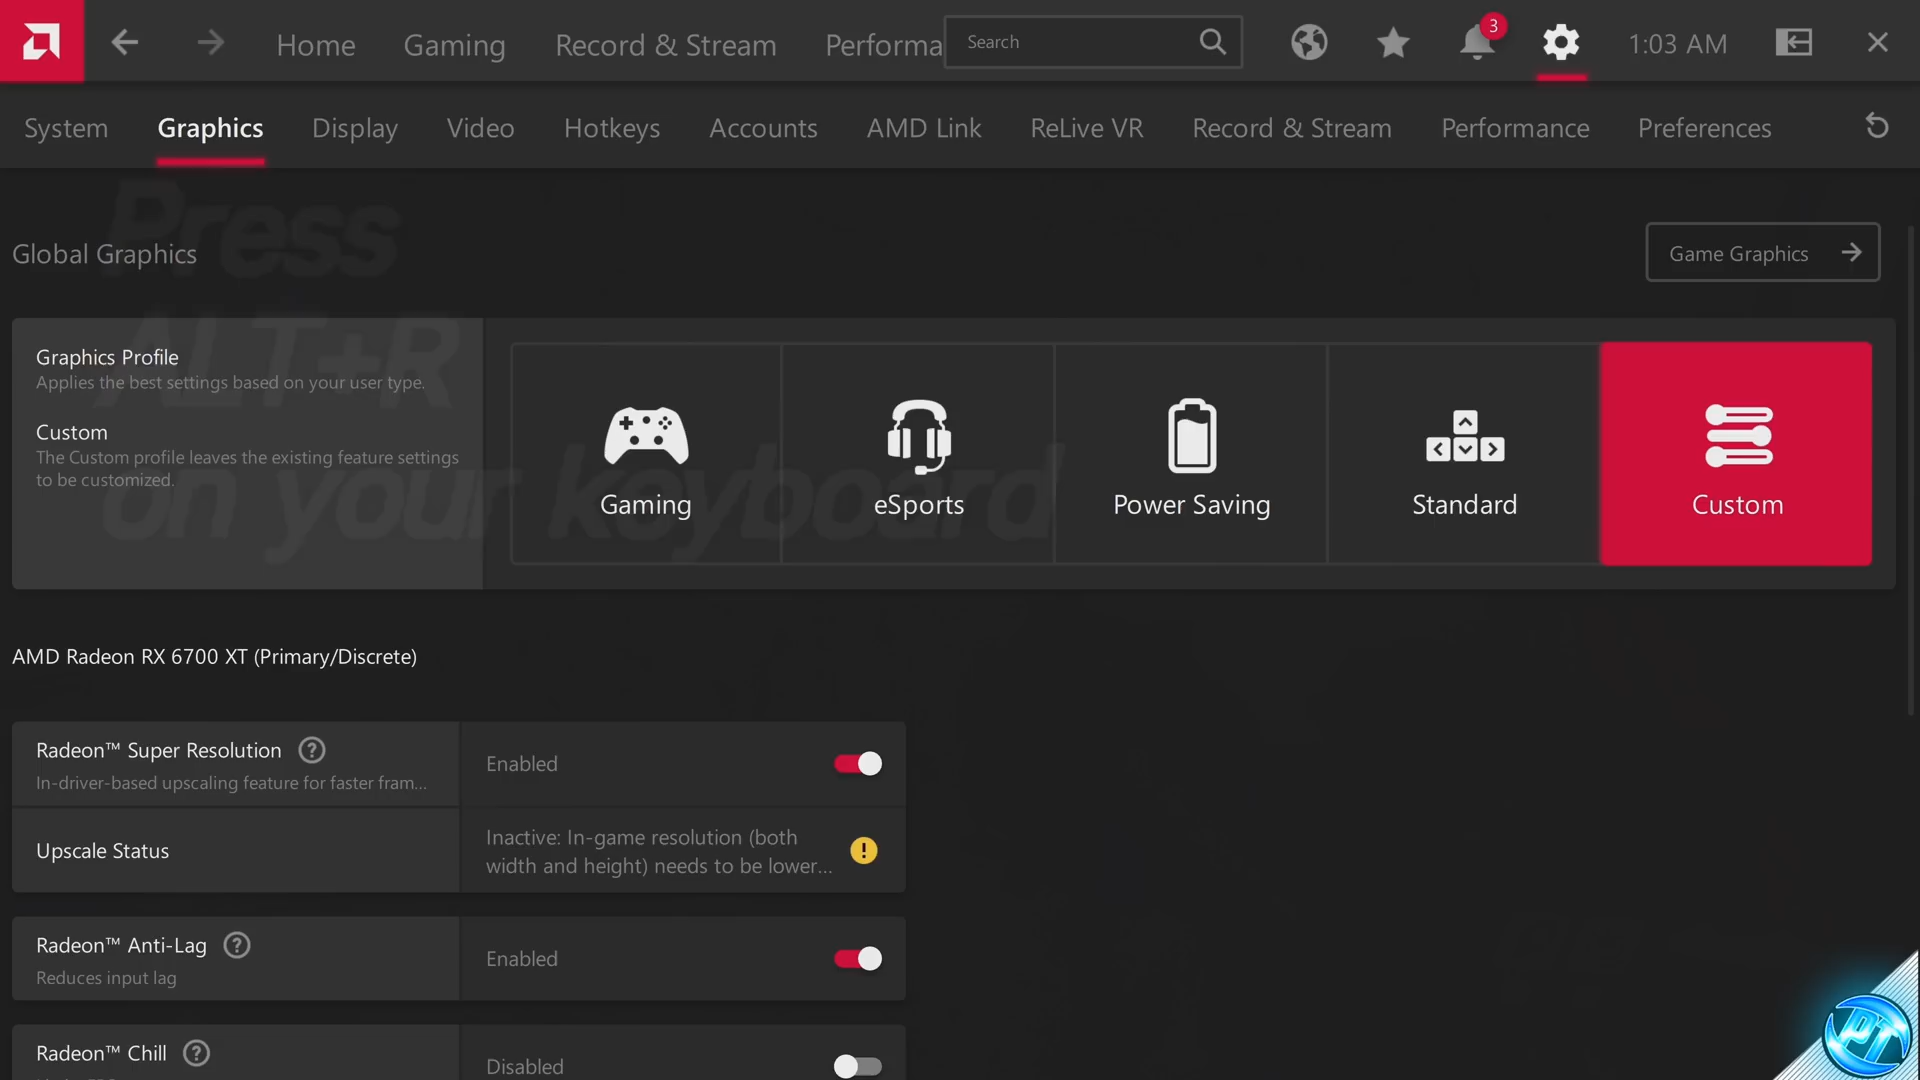 Home Gaming Record & Stream Performa Search 3 1:03 AM
System Graphics Display Video Hotkeys Accounts AMD Link ReLive VR Record & Stream Performance Preferences
Press
Global Graphics
Game Graphics
ALT+R
Graphics Profile
Applies the best settings based on your user type.
Custom
The Custom profile leaves the existing feature settings
to be customized.
on your keyboard
Gaming eSports Power Saving Standard Custom
AMD Radeon RX 6700 XT (Primary/Discrete)
Radeon™ Super Resolution ?
Enabled
In-driver-based upscaling feature for faster fram...
Upscale Status
Inactive: In-game resolution (both
width and height) needs to be lower...
Radeon™ Anti-Lag ?
Enabled
Reduces input lag
Radeon™ Chill ?
Disabled
PT